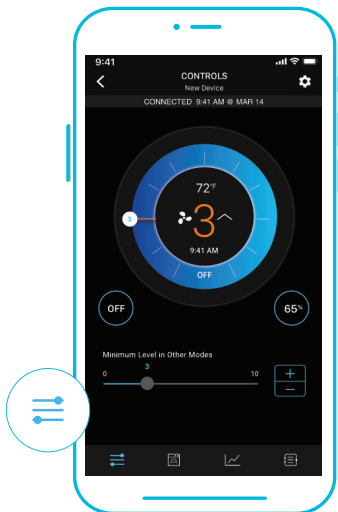 9:41
CONTROLS
New Device
CONNECTED 9:41 AM @ MAR 14
72°F
3
3
9:41 AM
OFF
OFF
65%
Minimum Level in Other Modes
3
0
10
+
−